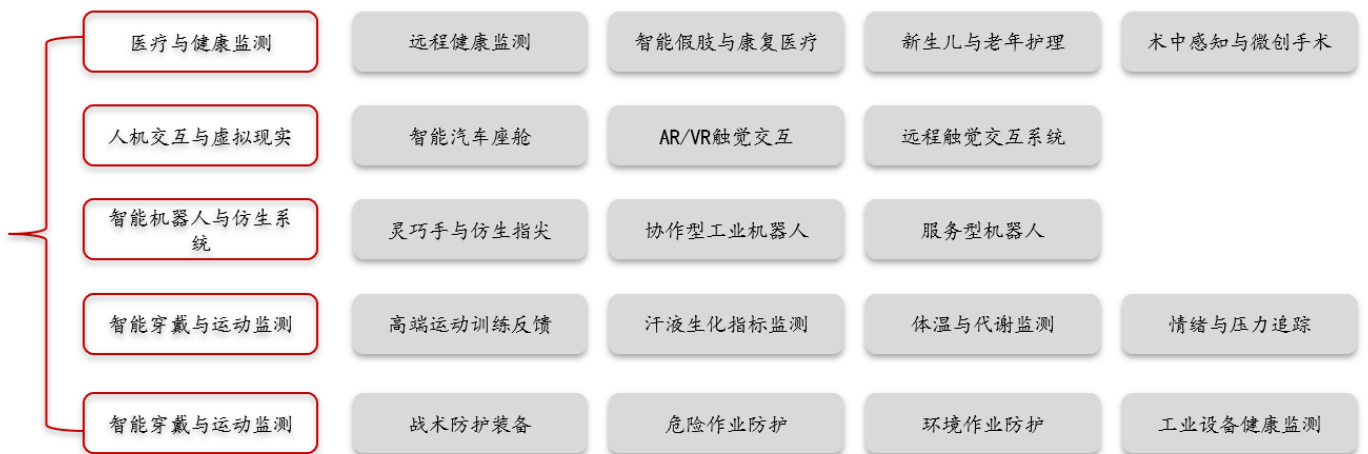 医疗与健康监测 远程健康监测 智能假肢与康复医疗 新生儿与老年护理 术中感知与微创手术
人机交互与虚拟现实 智能汽车座舱 AR/VR触觉交互 远程触觉交互系统
智能机器人与仿生系
统 灵巧手与仿生指尖 协作型工业机器人 服务型机器人
智能穿戴与运动监测 高端运动训练反馈 汗液生化指标监测 体温与代谢监测 情绪与压力追踪
智能穿戴与运动监测 战术防护装备 危险作业防护 环境作业防护 工业设备健康监测